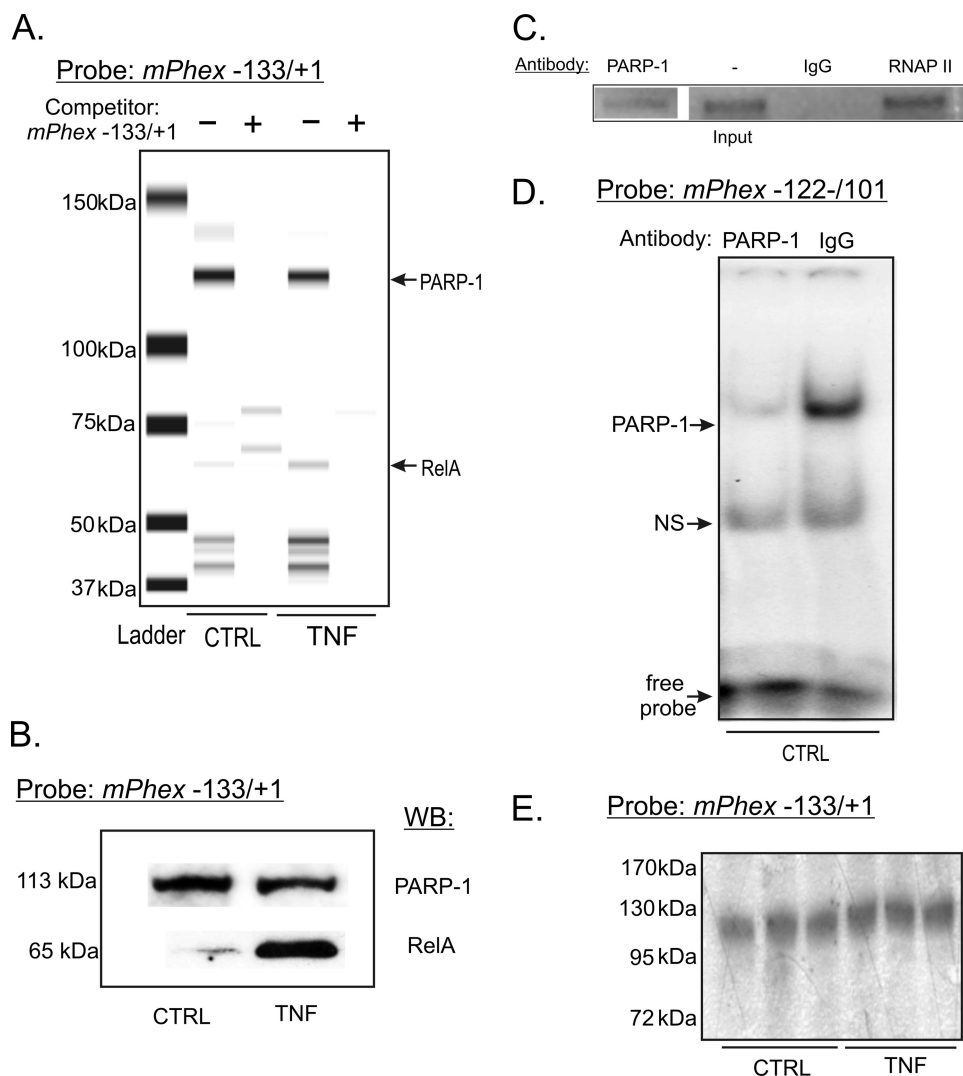 A.
Probe: mPhex -133/+1
Competitor:
mPhex -133/+1
− + − +
150kDa
100kDa
75kDa
50kDa
37kDa
PARP-1
RelA
Ladder CTRL TNF
B.
Probe: mPhex -133/+1
WB:
113 kDa
PARP-1
65 kDa
RelA
CTRL TNF
C.
Antibody: PARP-1 - IgG RNAP II
Input
D.
Probe: mPhex -122-/101
Antibody: PARP-1 IgG
PARP-1
NS
free
probe
CTRL
E.
Probe: mPhex -133/+1
170kDa
130kDa
95kDa
72kDa
CTRL TNF